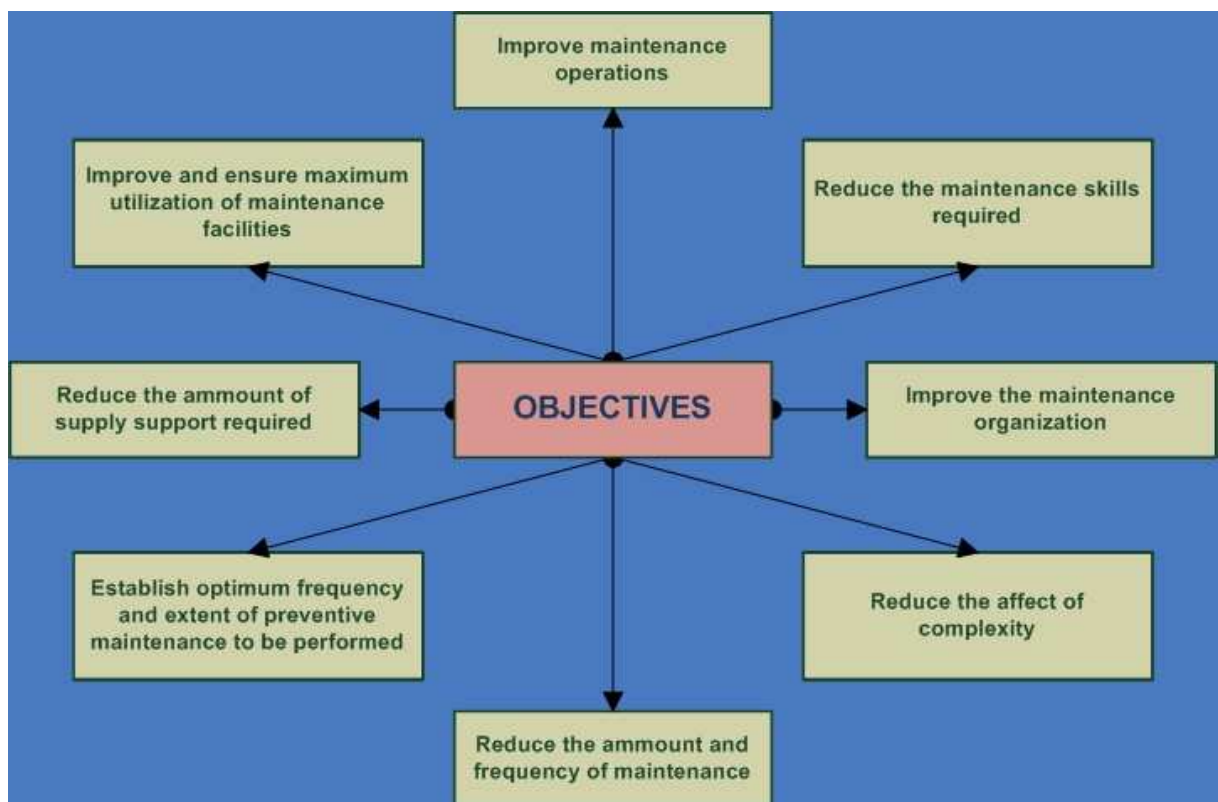 Improve maintenance
operations
Improve and ensure maximum
utilization of maintenance
facilities
Reduce the maintenance skills
required
Reduce the ammount of
supply support required
OBJECTIVES
Improve the maintenance
organization
Establish optimum frequency
and extent of preventive
maintenance to be performed
Reduce the affect of
complexity
Reduce the ammount and
frequency of maintenance